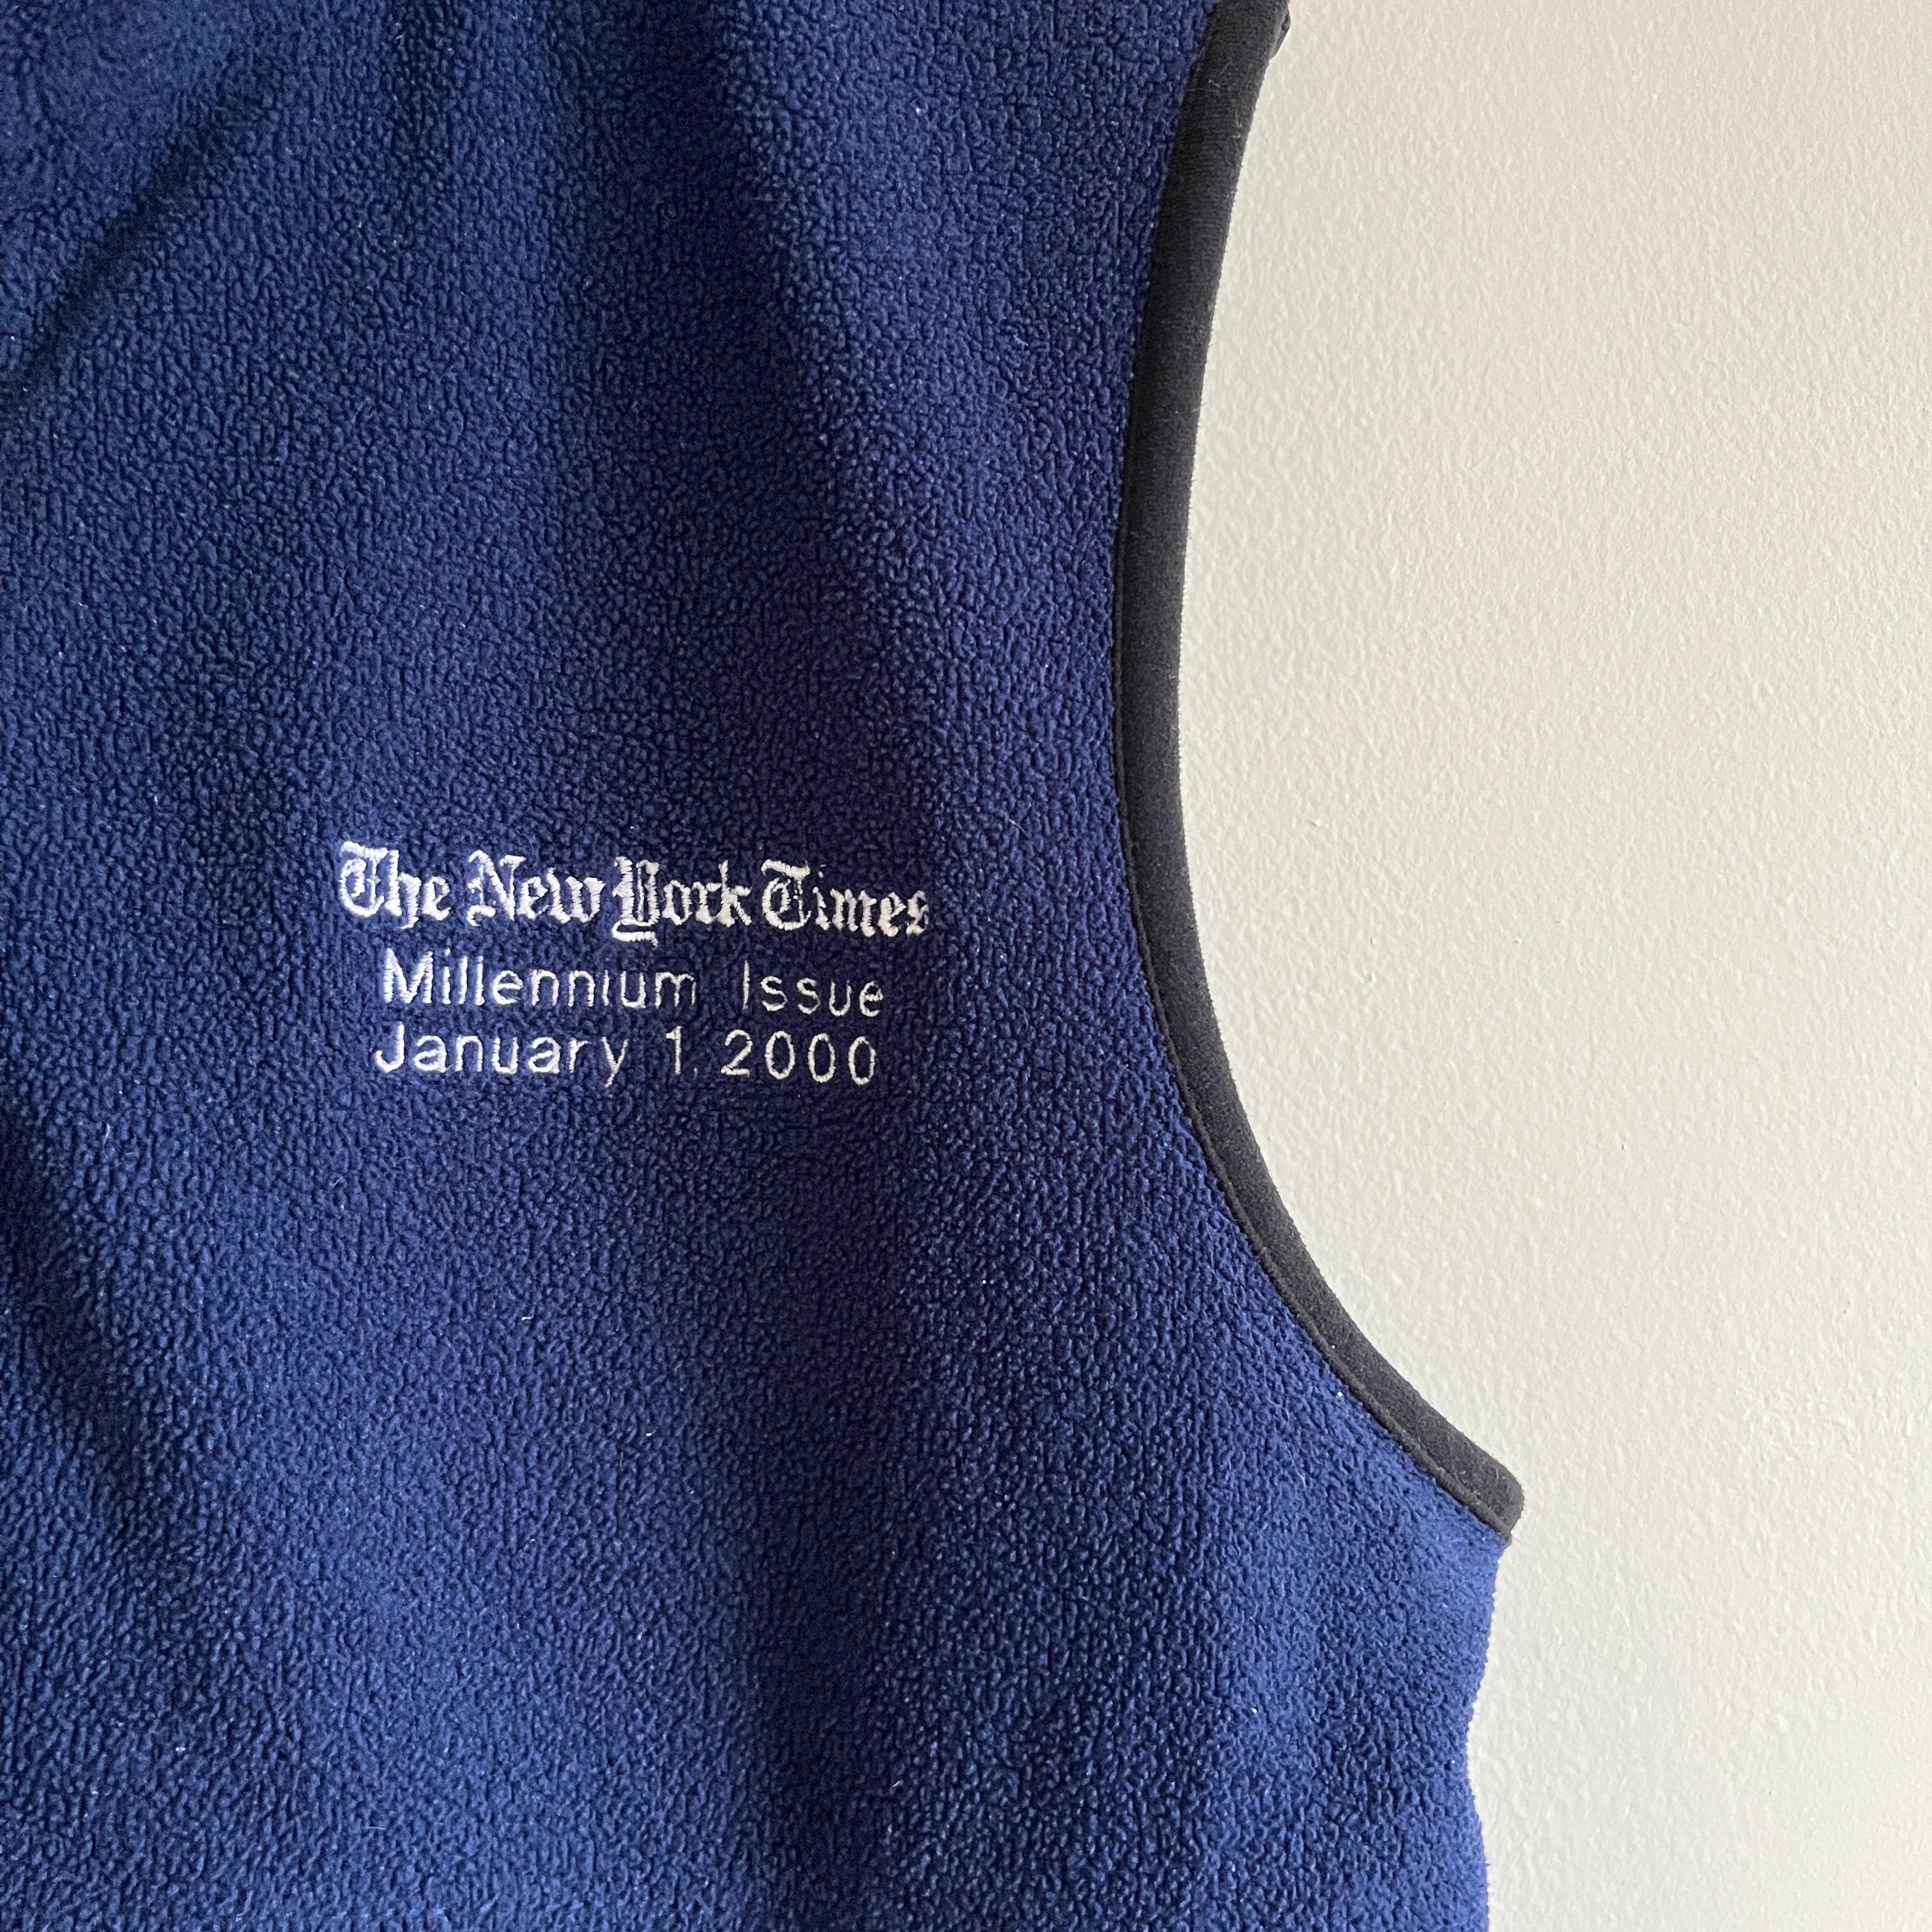 The New York Times
Millennium Issue
January 1, 2000